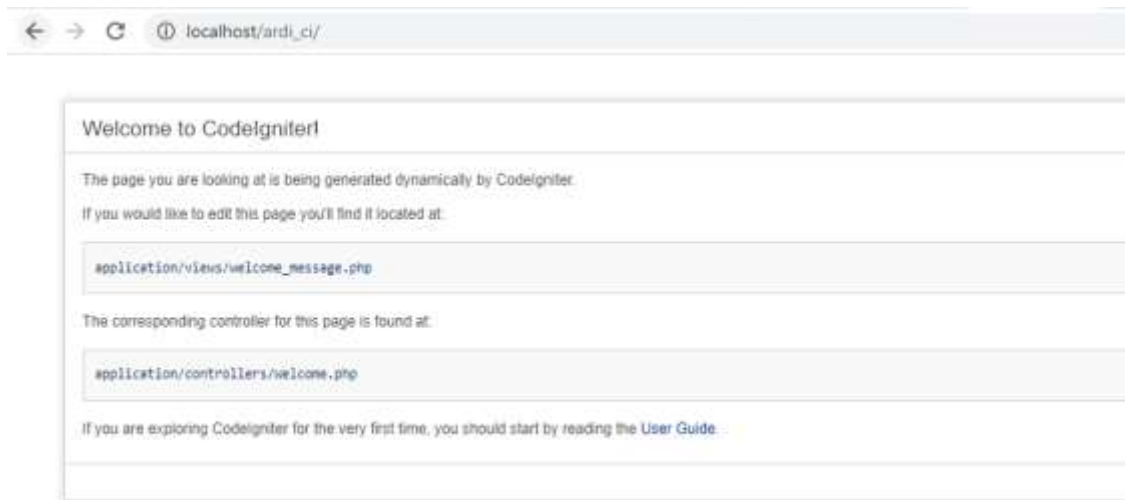 localhost/ardi_ci/
Welcome to CodeIgniter!
The page you are looking at is being generated dynamically by CodeIgniter.
If you would like to edit this page you'll find it located at:
application/views/welcome_message.php
The corresponding controller for this page is found at:
application/controllers/welcome.php
If you are exploring CodeIgniter for the very first time, you should start by reading the User Guide.